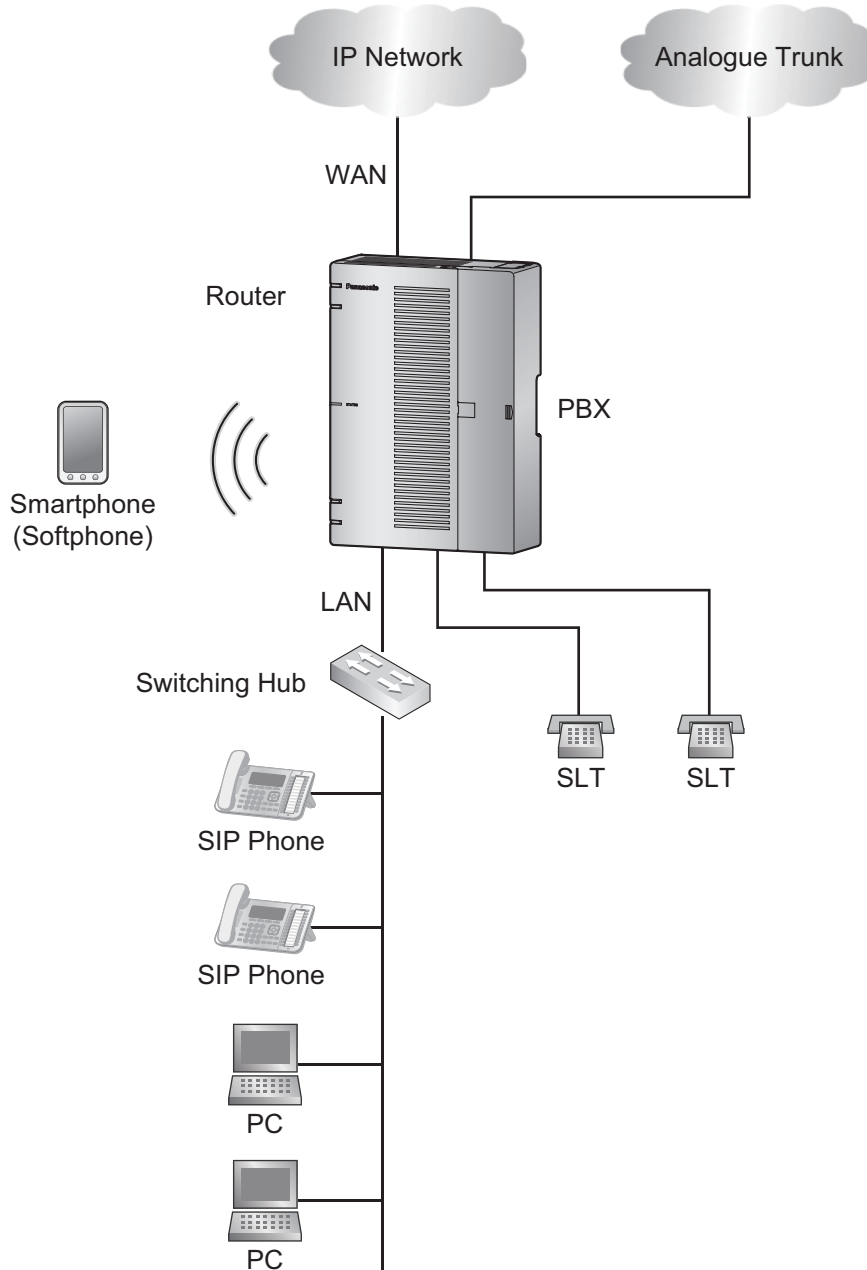 IP Network
Analogue Trunk
WAN
Router
Panasonic
PBX
Smartphone
(Softphone)
LAN
Switching Hub
SLT
SLT
SIP Phone
SIP Phone
PC
PC